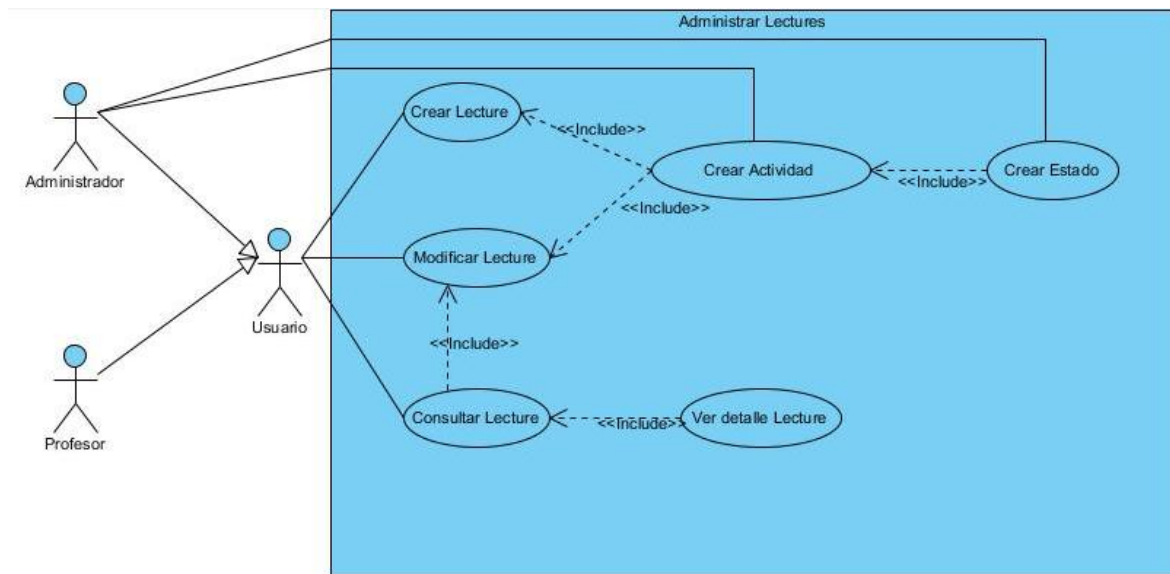 Administrar Lectures
Crear Lecture
<<Include>>
Crear Actividad
<<Include>>
Crear Estado
Administrador
<<Include>>
Modificar Lecture
Usuario
<<Include>>
Consultar Lecture
<<Include>>
Ver detalle Lecture
Profesor